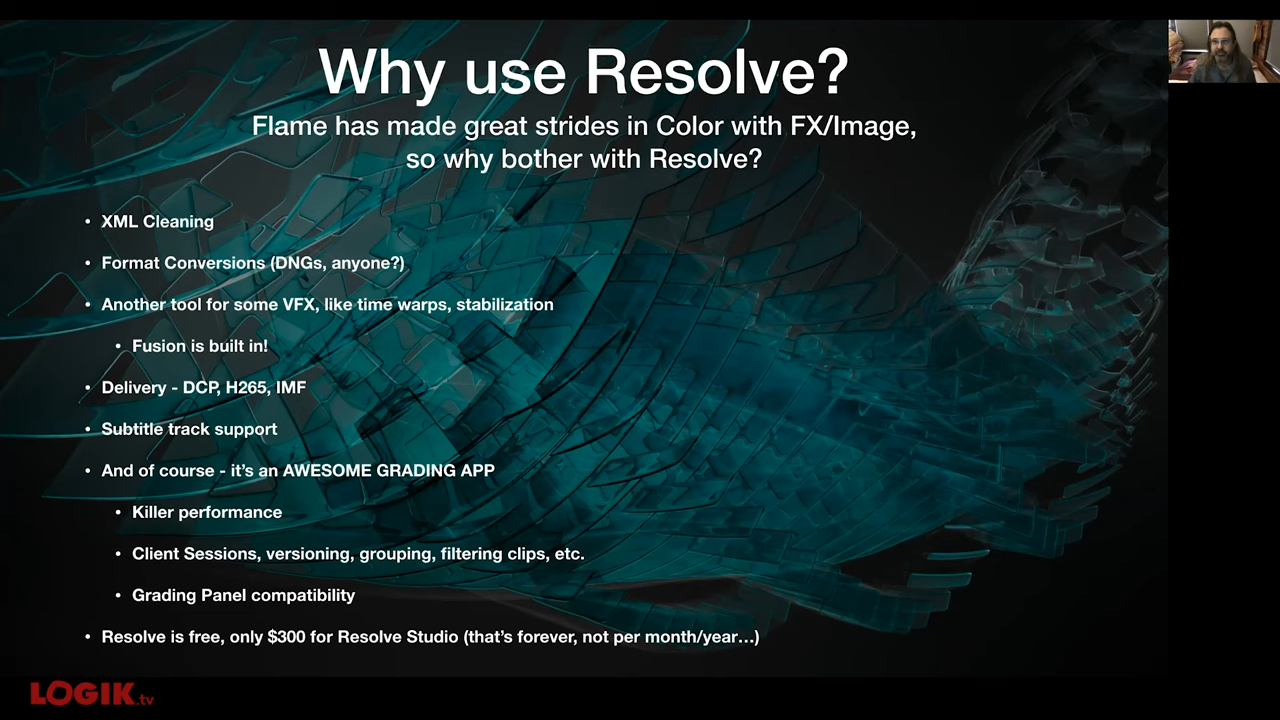 Why use Resolve?
Flame has made great strides in Color with FX/Image,
so why bother with Resolve?
• XML Cleaning
• Format Conversions (DNGs, anyone?)
• Another tool for some VFX, like time warps, stabilization
• Fusion is built in!
• Delivery - DCP, H265, IMF
• Subtitle track support
• And of course - it’s an AWESOME GRADING APP
• Killer performance
• Client Sessions, versioning, grouping, filtering clips, etc.
• Grading Panel compatibility
• Resolve is free, only $300 for Resolve Studio (that’s forever, not per month/year…)
LOGIK.tv